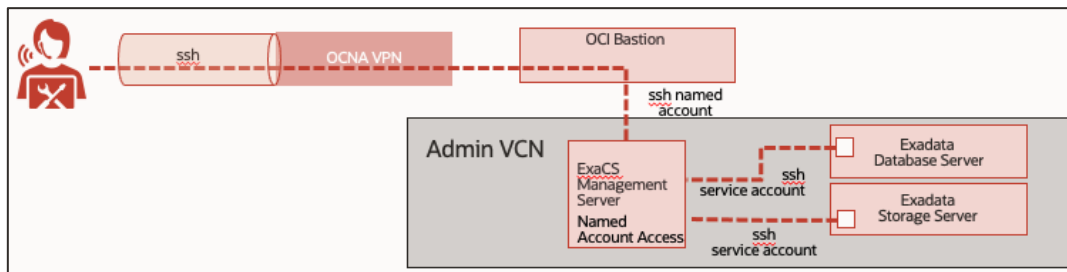 ssh
OCNA VPN
OCI Bastion
ssh named
account
Admin VCN
ExaCS
Management
Server
Named
Account Access
ssh
service account
ssh
service account
Exadata
Database Server
Exadata
Storage Server